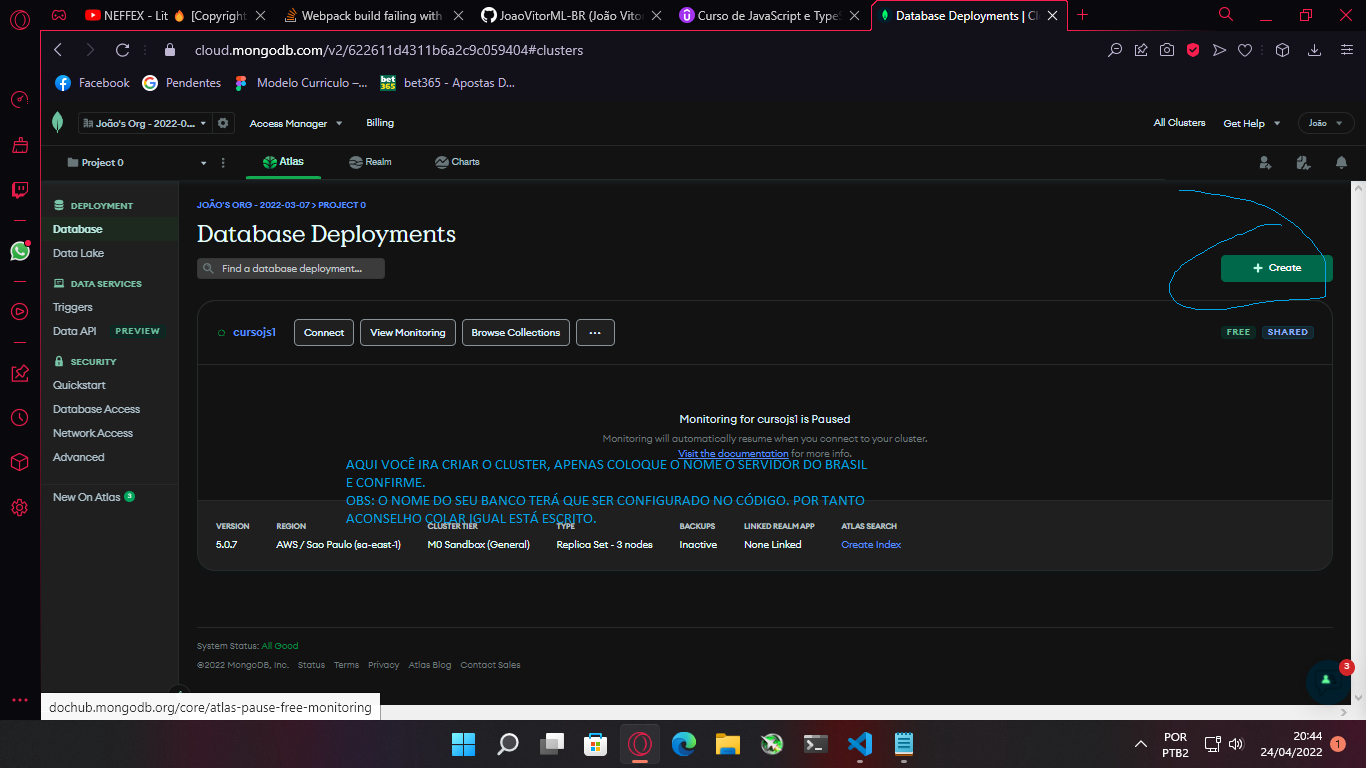 NEFFEX - Lit 🔥 [Copyright
Webpack build failing with
JoaoVitorML-BR (João Vito
Curso de JavaScript e TypeS
Database Deployments | Cl
cloud.mongodb.com/v2/622611d4311b6a2c9c059404#clusters
Facebook
Pendentes
Modelo Curriculo –...
bet365
bet365 - Apostas D...
João's Org - 2022-0...
Access Manager
Billing
All Clusters
Get Help
João
Project 0
Atlas
Realm
Charts
DEPLOYMENT
Database
Data Lake
DATA SERVICES
Triggers
Data API PREVIEW
SECURITY
Quickstart
Database Access
Network Access
Advanced
New On Atlas 3
JOÃO'S ORG - 2022-03-07 > PROJECT 0
Database Deployments
Find a database deployment...
+ Create
cursojs1
Connect
View Monitoring
Browse Collections
...
FREE
SHARED
Monitoring for cursojs1 is Paused
Monitoring will automatically resume when you connect to your cluster.
Visit the documentation for more info.
AQUI VOCÊ IRA CRIAR O CLUSTER, APENAS COLOQUE O NOME O SERVIDOR DO BRASIL
E CONFIRME.
OBS: O NOME DO SEU BANCO TERÁ QUE SER CONFIGURADO NO CÓDIGO. POR TANTO
ACONSELHO COLAR IGUAL ESTÁ ESCRITO.
VERSION
REGION
CLUSTER TIER
TYPE
BACKUPS
LINKED REALM APP
ATLAS SEARCH
5.0.7
AWS / Sao Paulo (sa-east-1)
M0 Sandbox (General)
Replica Set - 3 nodes
Inactive
None Linked
Create Index
System Status: All Good
©2022 MongoDB, Inc.
Status
Terms
Privacy
Atlas Blog
Contact Sales
3
dochub.mongodb.org/core/atlas-pause-free-monitoring
POR
PTB2
20:44
24/04/2022
1